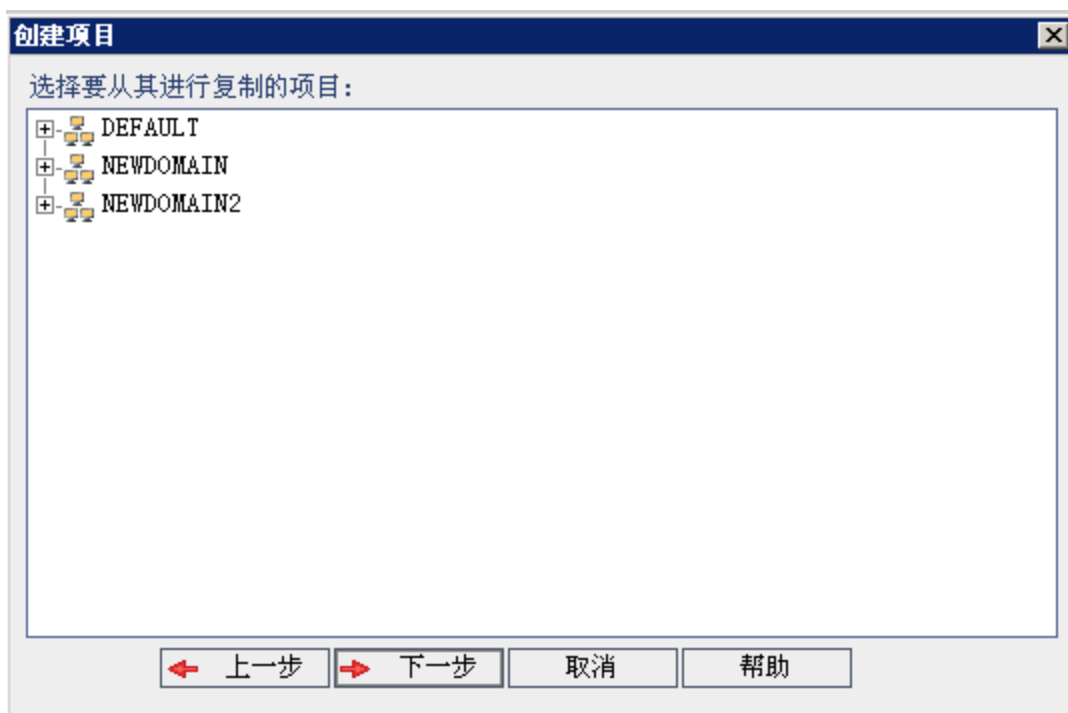 创建项目
选择要从其进行复制的项目：
DEFAULT
NEWDOMAIN
NEWDOMAIN2
上一步 下一步 取消 帮助